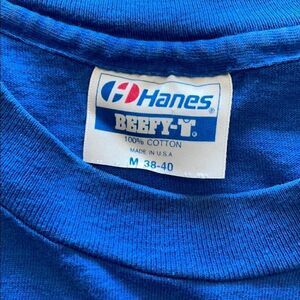 Hanes®
BEEFY-T®
100% COTTON
MADE IN U.S.A
M 38-40